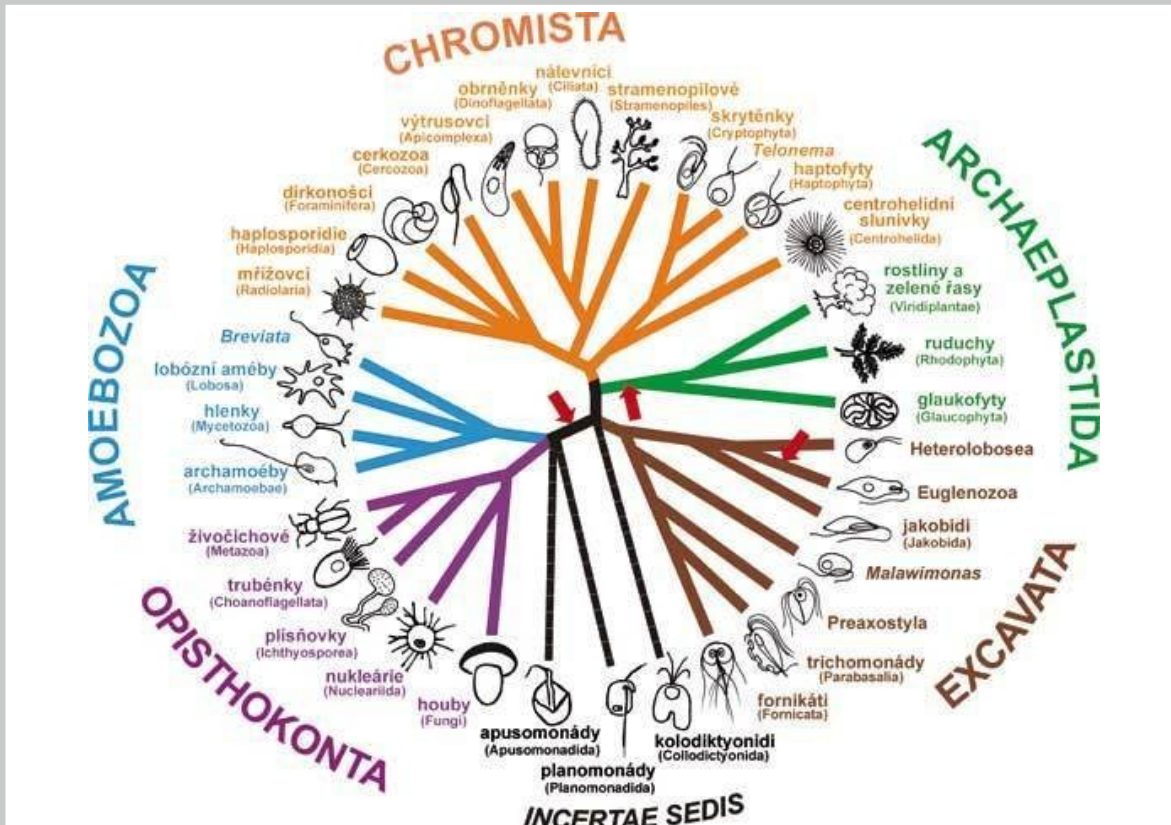 CHROMISTA
nálevníci
(Ciliata)
obrněnky
(Dinoflagellata)
stramenopilové
(Stramenopiles)
výtrusovci
(Apicomplexa)
skrytěnky
(Cryptophyta)
Telonema
cerkozoa
(Cercozoa)
haptofyty
(Haptophyta)
dirkonošci
(Foraminifera)
centrohelidní
slunivky
(Centrohelida)
haplosporidie
(Haplosporidia)
mřížovci
(Radiolaria)
ARCHAEPLASTIDA
rostliny a
zelené řasy
(Viridiplantae)
ruduchy
(Rhodophyta)
glaukofyty
(Glaucophyta)
AMOEBOZOA
Breviata
lobózní améby
(Lobosa)
hlenky
(Mycetozoa)
archamoéby
(Archamoebae)
EXCAVATA
Heterolobosea
Euglenozoa
jakobidi
(Jakobida)
Malawimonas
Preaxostyla
trichomonády
(Parabasalia)
fornikáti
(Fornicata)
OPISTHOKONTA
živočichové
(Metazoa)
trubénky
(Choanoflagellata)
plísňovky
(Ichthyosporea)
nukleárie
(Nucleariida)
houby
(Fungi)
apusomonády
(Apusomonadida)
planomonády
(Planomonadida)
kolodiktyonidi
(Collodictyonida)
INCERTAE SEDIS